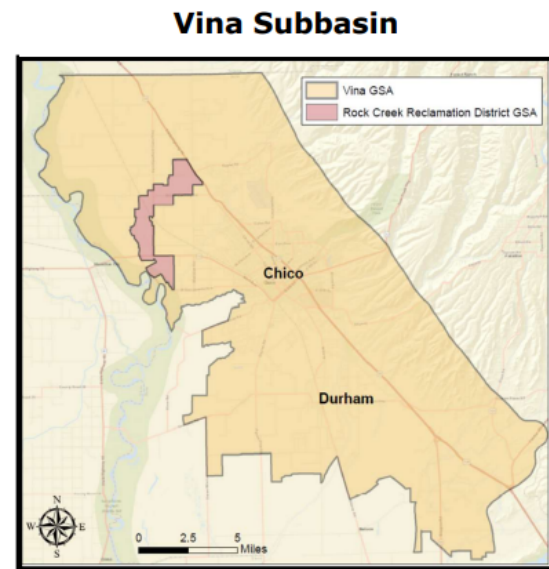 Vina Subbasin
Vina GSA
Rock Creek Reclamation District GSA
Chico
Durham
N
W E
S
0 2.5 5
Miles